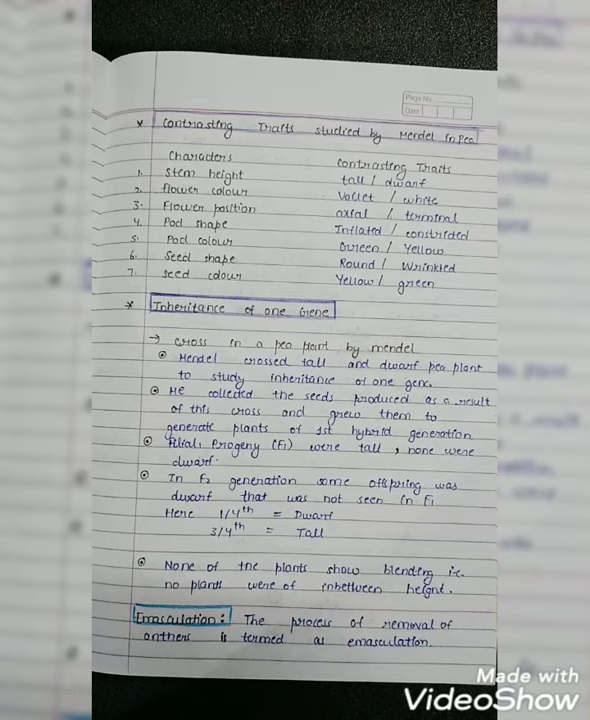 Page No.
Date
* Contrasting Traits studied by Mendel in Pea
Characters Contrasting Traits
1. Stem height tall / dwarf
2. flower colour Voilet / white
3. Flower position axial / terminal
4. Pod shape Inflated / constricted
5. Pod colour Green / Yellow
6. Seed shape Round / Wrinkled
7. seed colour Yellow / green
* Inheritance of one Gene
→ cross in a pea plant by mendel
⊙ Mendel crossed tall and dwarf pea plant
to study inheritance of one gene.
⊙ He collected the seeds produced as a result
of this cross and grew them to
generate plants of 1st hybrid generation
⊙ Filial, Progeny (F1) were tall, none were
dwarf.
⊙ In F2 generation some offspring was
dwarf that was not seen in F1
Here 1/4th = Dwarf
3/4th = Tall
⊙ None of the plants show blending i.e.
no plants were of inbetween height.
Emasculation: The process of removal of
anthers is termed as emasculation.
Made with
VideoShow